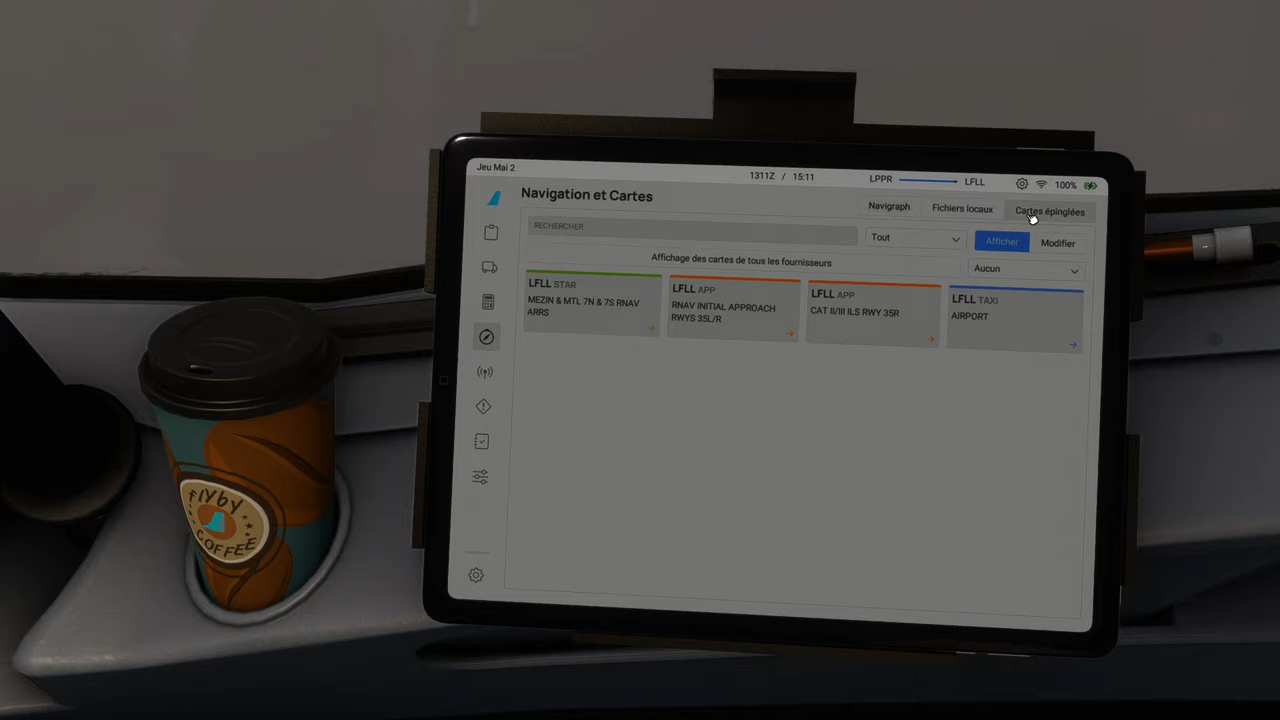 Jeu Mai 2
1311Z / 15:11
LPPR LFLL
100%
Navigation et Cartes
Navigraph
Fichiers locaux
Cartes épinglées
RECHERCHER
Tout
Afficher
Modifier
Affichage des cartes de tous les fournisseurs
Aucun
LFLL STAR
MEZIN & MTL 7N & 7S RNAV
ARRS
LFLL APP
RNAV INITIAL APPROACH
RWYS 35L/R
LFLL APP
CAT II/III ILS RWY 35R
LFLL TAXI
AIRPORT
flyby
COFFEE